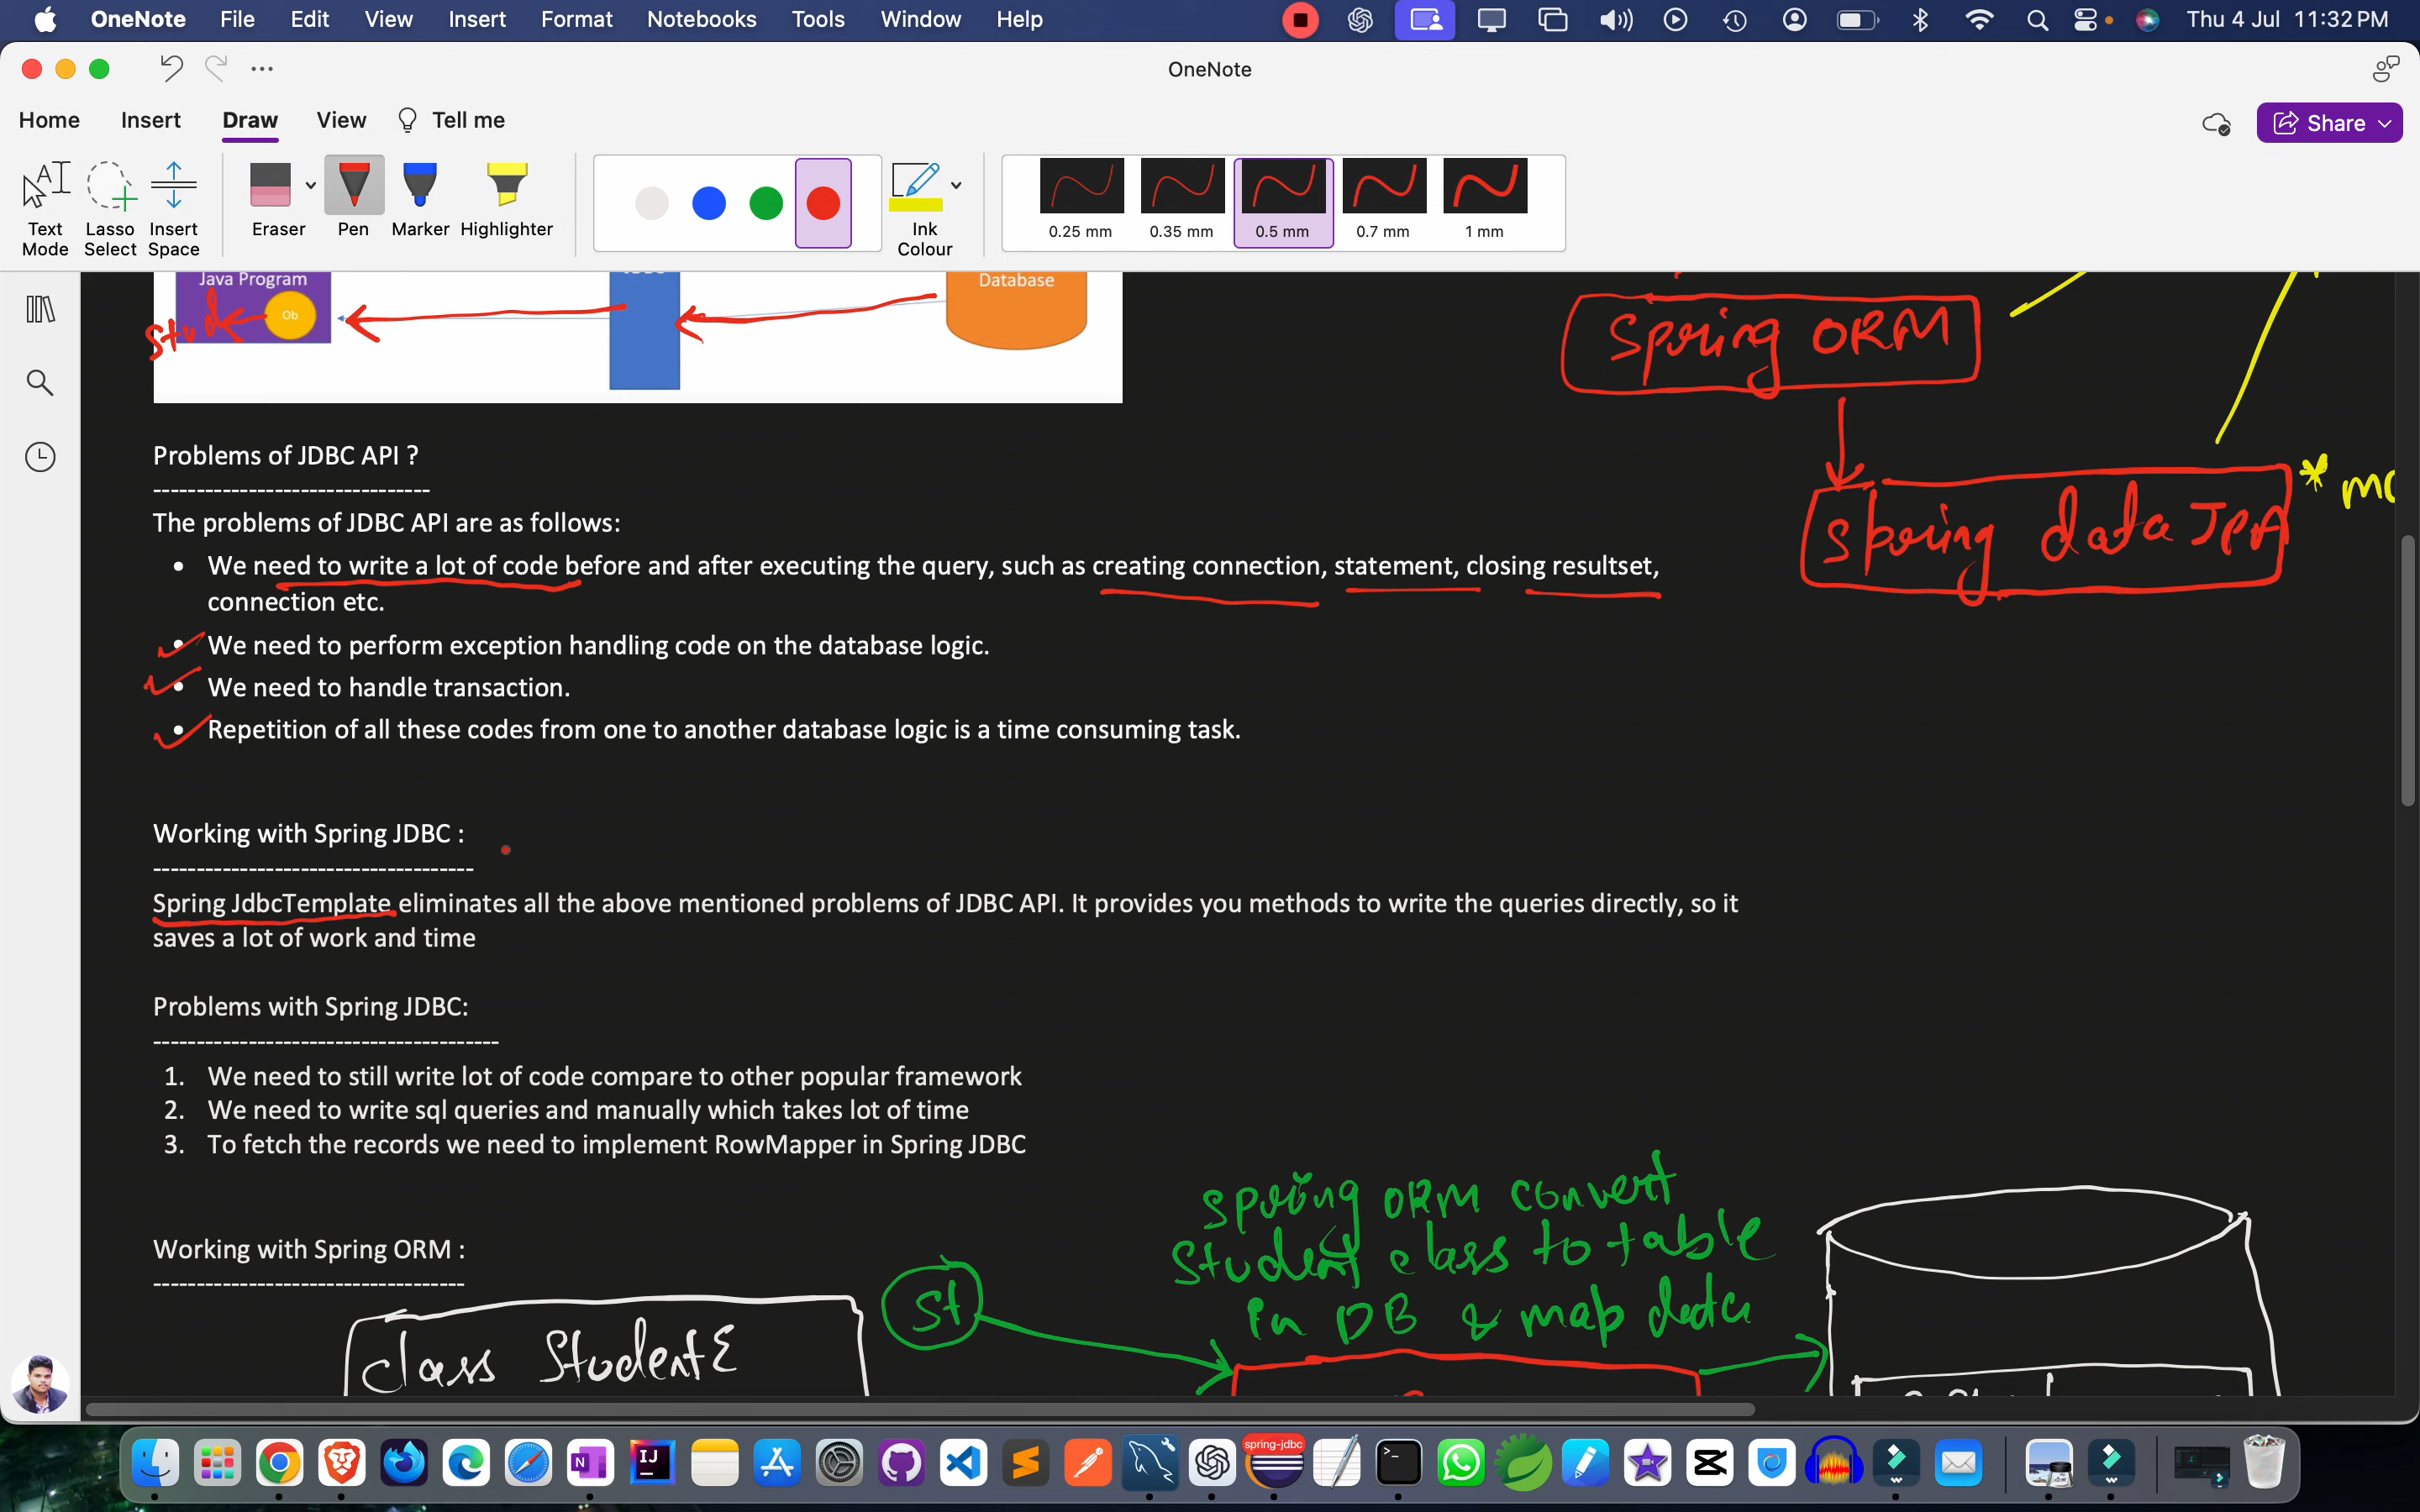 OneNote File Edit View Insert Format Notebooks Tools Window Help Thu 4 Jul 11:32 PM
OneNote
Home Insert Draw View Tell me Share
Text Mode Lasso Select Insert Space Eraser Pen Marker Highlighter Ink Colour 0.25 mm 0.35 mm 0.5 mm 0.7 mm 1 mm
Java Program
Database
Ob
Stud
Spring ORM
Spring data JPA
Problems of JDBC API ?
--------------------------------
The problems of JDBC API are as follows:
• We need to write a lot of code before and after executing the query, such as creating connection, statement, closing resultset,
connection etc.
• We need to perform exception handling code on the database logic.
• We need to handle transaction.
• Repetition of all these codes from one to another database logic is a time consuming task.
Working with Spring JDBC :
-------------------------------------
Spring JdbcTemplate eliminates all the above mentioned problems of JDBC API. It provides you methods to write the queries directly, so it
saves a lot of work and time
Problems with Spring JDBC:
----------------------------------------
1. We need to still write lot of code compare to other popular framework
2. We need to write sql queries and manually which takes lot of time
3. To fetch the records we need to implement RowMapper in Spring JDBC
Spring ORM convert
Student class to table
in DB & map data
Working with Spring ORM :
------------------------------------
St
class Student{
spring-jdbc